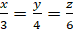 x/3 = y/4 = z/6